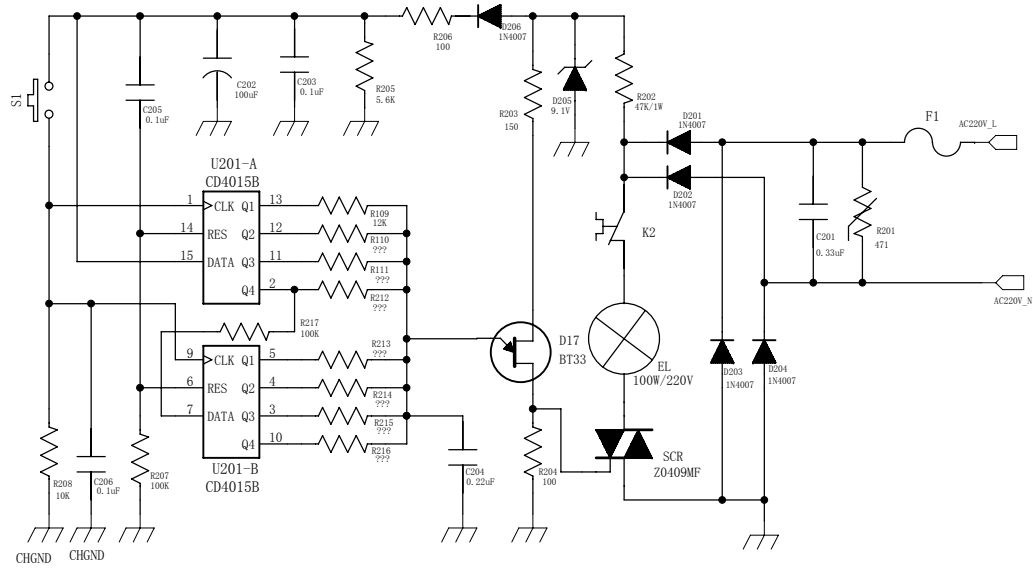 R206
100
D206
1N4007
S1
C205
0.1uF
C202
100uF
C203
0.1uF
R205
5.6K
R203
150
D205
9.1V
R202
47K/1W
D201
1N4007
F1
AC220V_L
D202
1N4007
U201-A
CD4015B
1 CLK Q1 13
14 RES Q2 12
15 DATA Q3 11
Q4 2
R109
12K
R110
???
R111
???
R212
???
R217
100K
K2
C201
0.33uF
R201
471
AC220V_N
9 CLK Q1 5
6 RES Q2 4
7 DATA Q3 3
Q4 10
U201-B
CD4015B
R213
???
R214
???
R215
???
R216
???
D17
BT33
EL
100W/220V
D203
1N4007
D204
1N4007
R208
10K
C206
0.1uF
R207
100K
C204
0.22uF
R204
100
SCR
Z0409MF
CHGND
CHGND